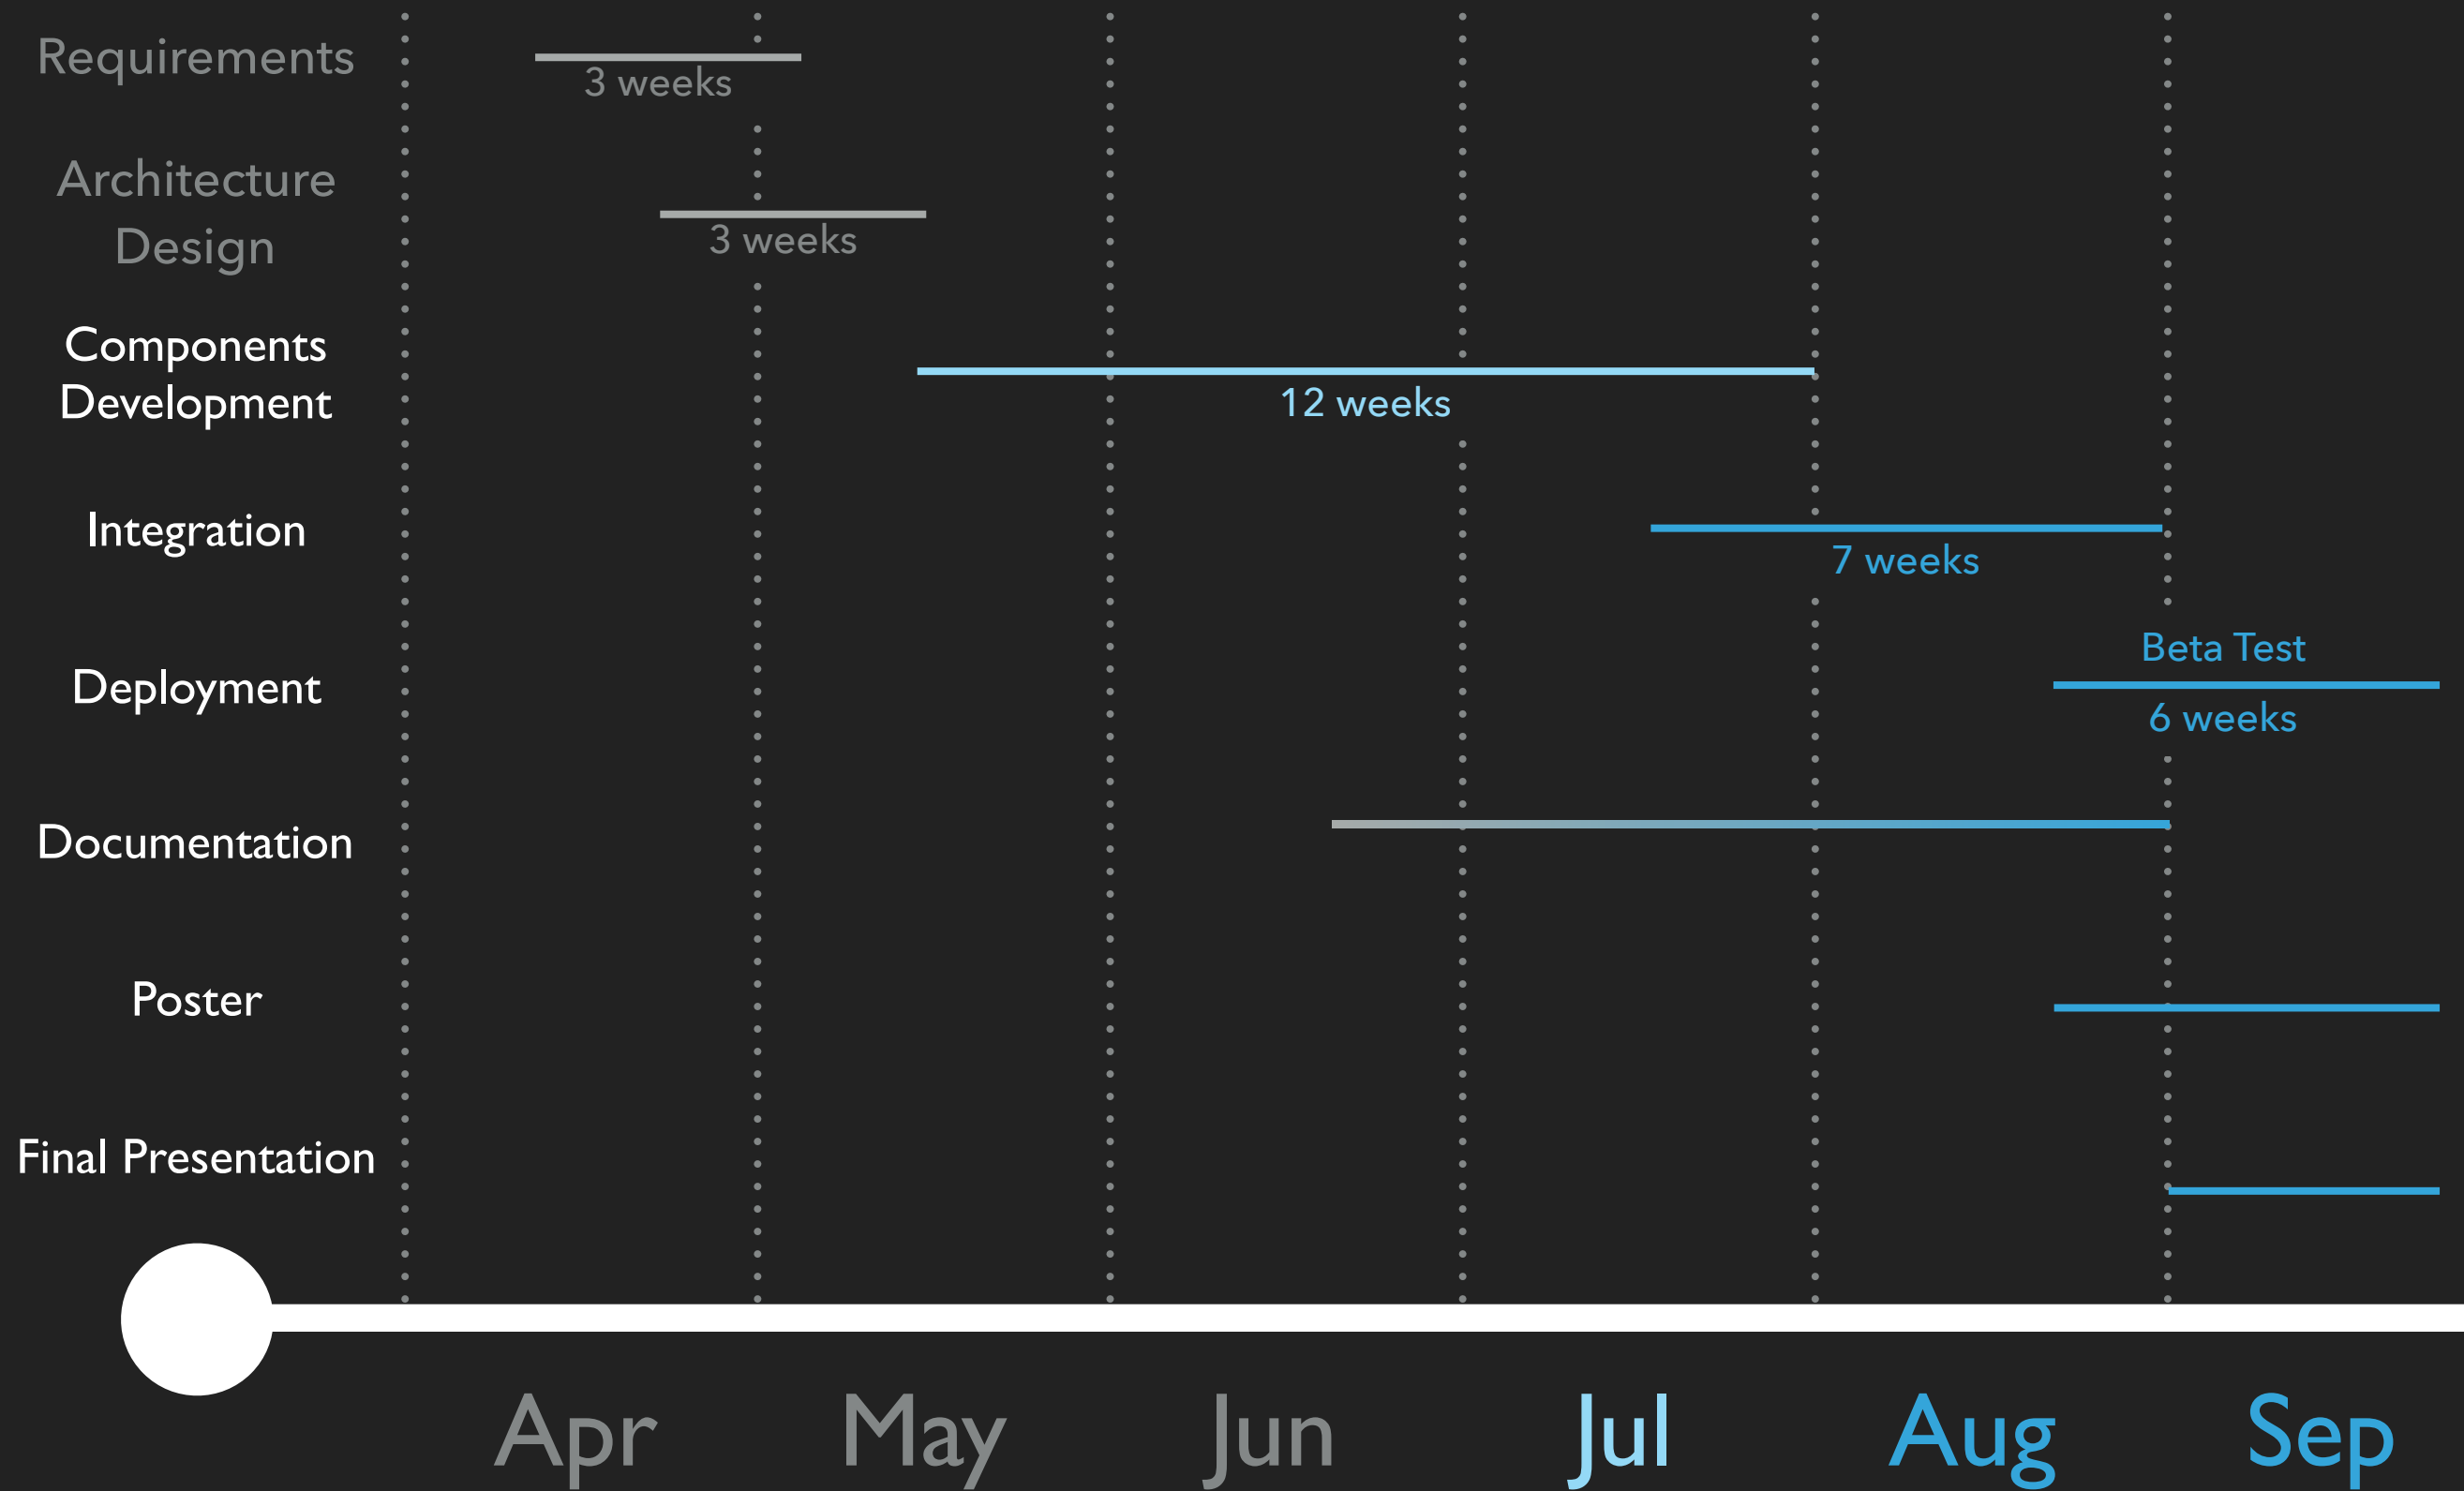 Requirements
3 weeks
Architecture
Design
3 weeks
Components
Development
12 weeks
Integration
7 weeks
Deployment
Beta Test
6 weeks
Documentation
Poster
Final Presentation
Apr May Jun Jul Aug Sep